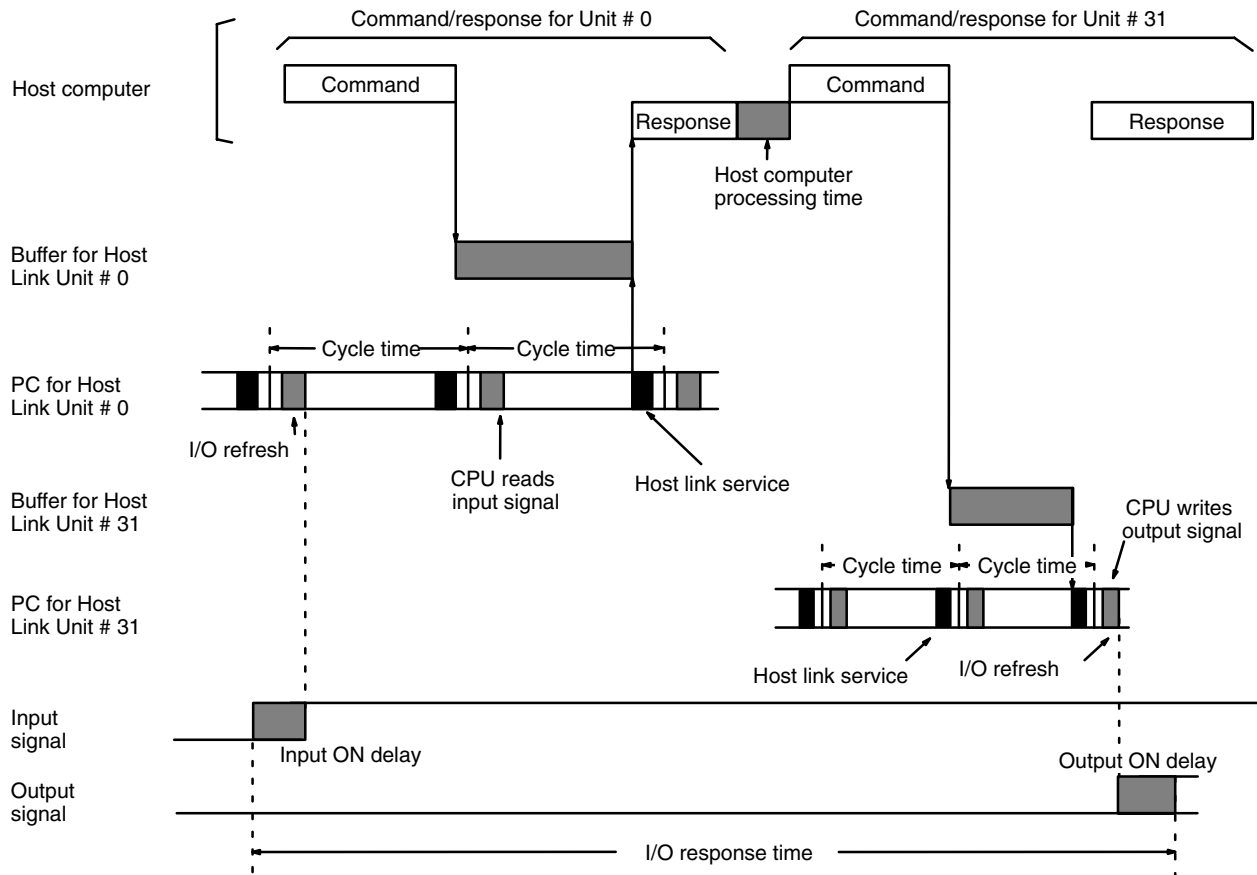 Command/response for Unit # 0
Command/response for Unit # 31
Host computer
Command
Command
Response
Response
Host computer
processing time
Buffer for Host
Link Unit # 0
Cycle time
Cycle time
PC for Host
Link Unit # 0
I/O refresh
CPU reads
input signal
Host link service
Buffer for Host
Link Unit # 31
CPU writes
output signal
Cycle time
Cycle time
PC for Host
Link Unit # 31
Host link service
I/O refresh
Input
signal
Input ON delay
Output ON delay
Output
signal
I/O response time